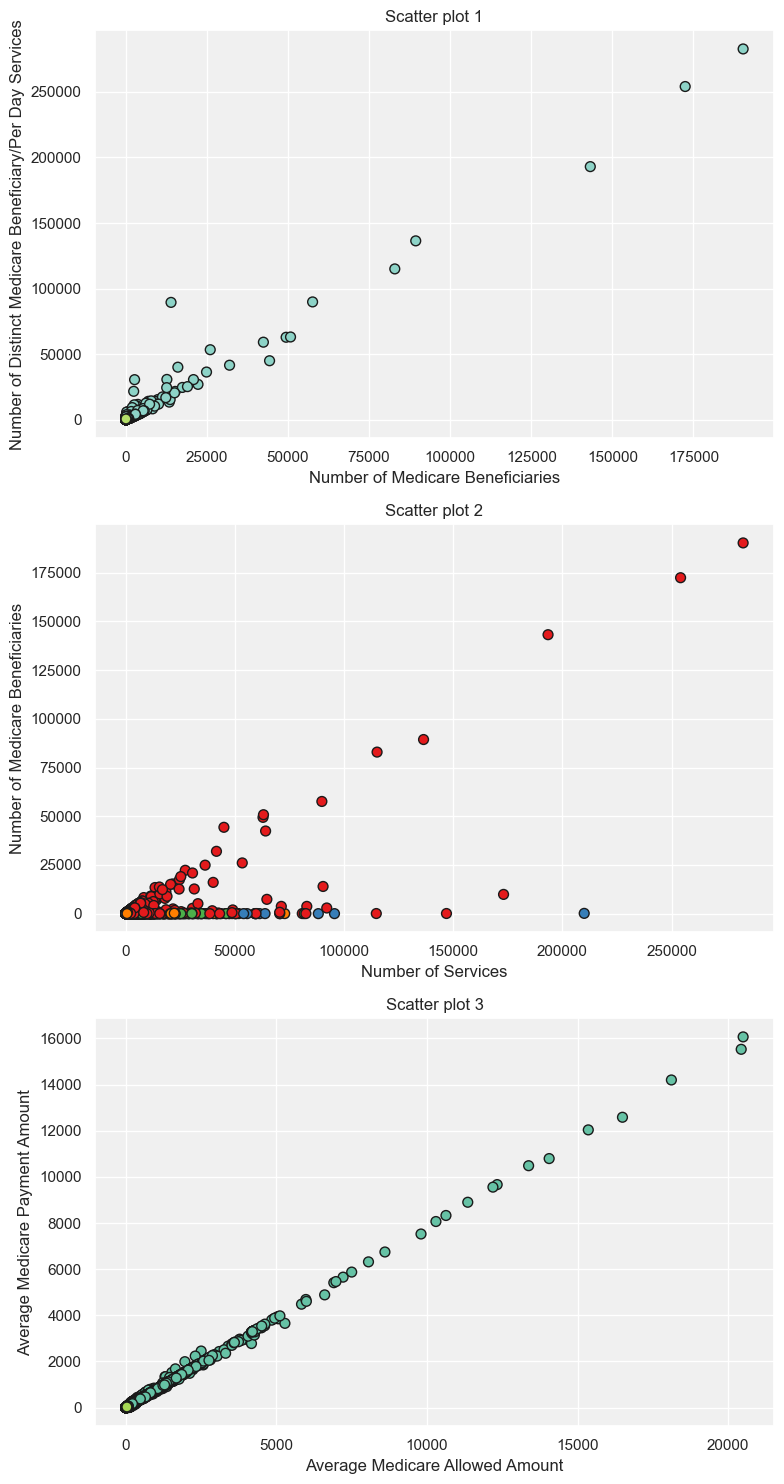 Scatter plot 1
Number of Distinct Medicare Beneficiary/Per Day Services
250000
200000
150000
100000
50000
0
0 25000 50000 75000 100000 125000 150000 175000
Number of Medicare Beneficiaries
Scatter plot 2
Number of Medicare Beneficiaries
175000
150000
125000
100000
75000
50000
25000
0
0 50000 100000 150000 200000 250000
Number of Services
Scatter plot 3
Average Medicare Payment Amount
16000
14000
12000
10000
8000
6000
4000
2000
0
0 5000 10000 15000 20000
Average Medicare Allowed Amount